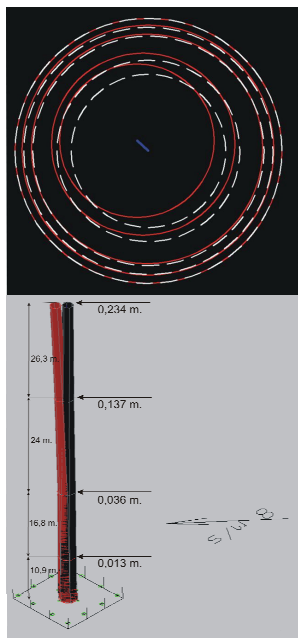 0,234 m.
26,3 m.
0,137 m.
24 m.
0,036 m.
16,8 m.
0,013 m.
10,9 m.